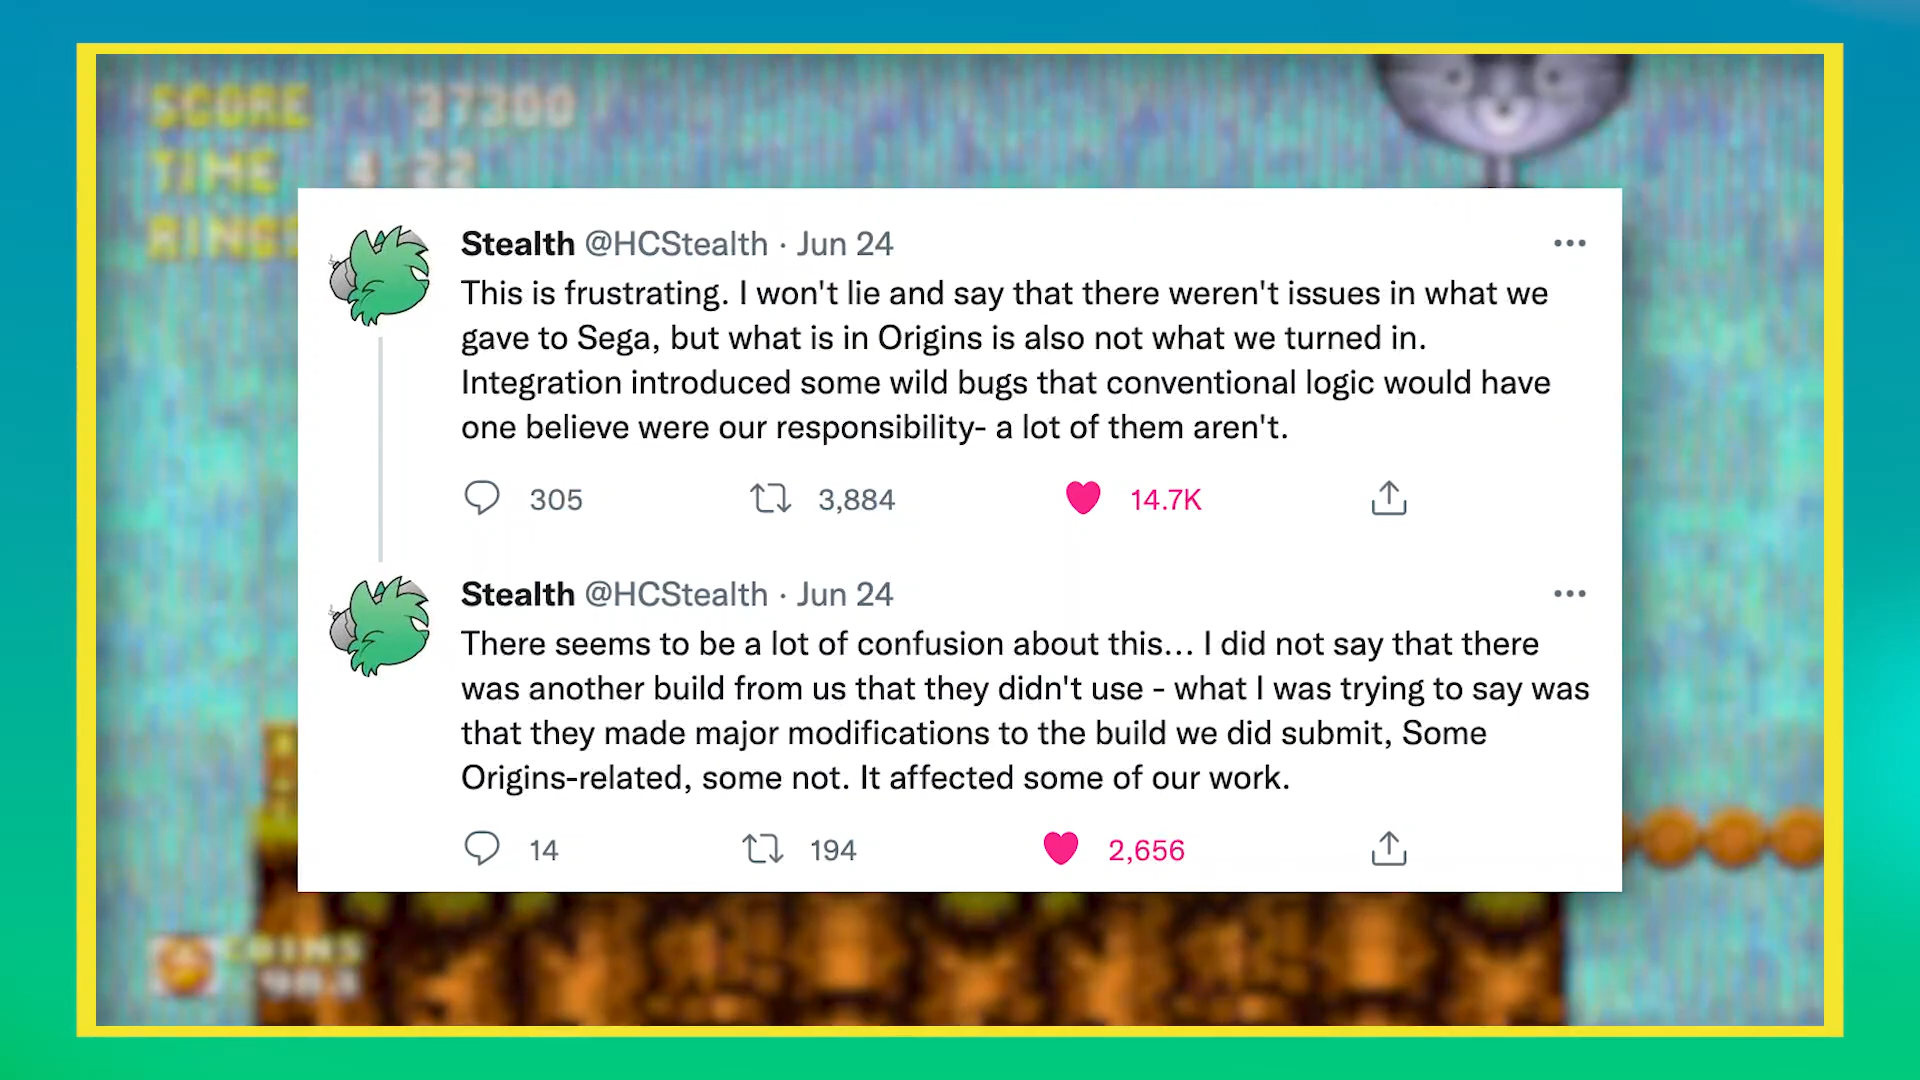 SCORE 37300
TIME 4:22
RINGS
Stealth @HCStealth · Jun 24
This is frustrating. I won't lie and say that there weren't issues in what we
gave to Sega, but what is in Origins is also not what we turned in.
Integration introduced some wild bugs that conventional logic would have
one believe were our responsibility- a lot of them aren't.
305 3,884 14.7K
Stealth @HCStealth · Jun 24
There seems to be a lot of confusion about this... I did not say that there
was another build from us that they didn't use - what I was trying to say was
that they made major modifications to the build we did submit, Some
Origins-related, some not. It affected some of our work.
14 194 2,656
COINS